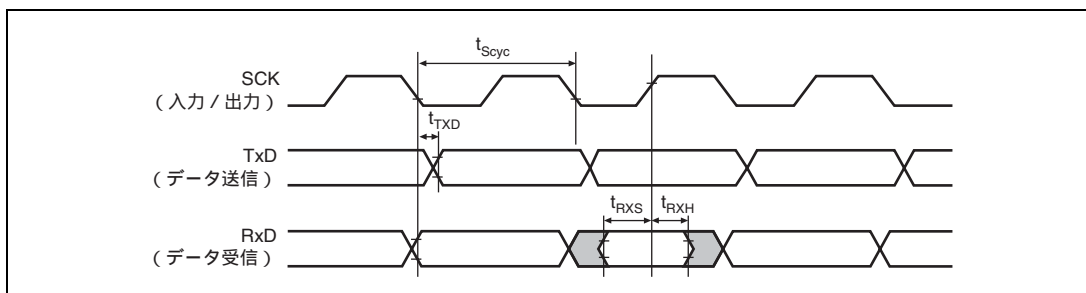 tScyc
SCK
（入力／出力）
tTXD
TxD
（データ送信）
tRXS
tRXH
RxD
（データ受信）